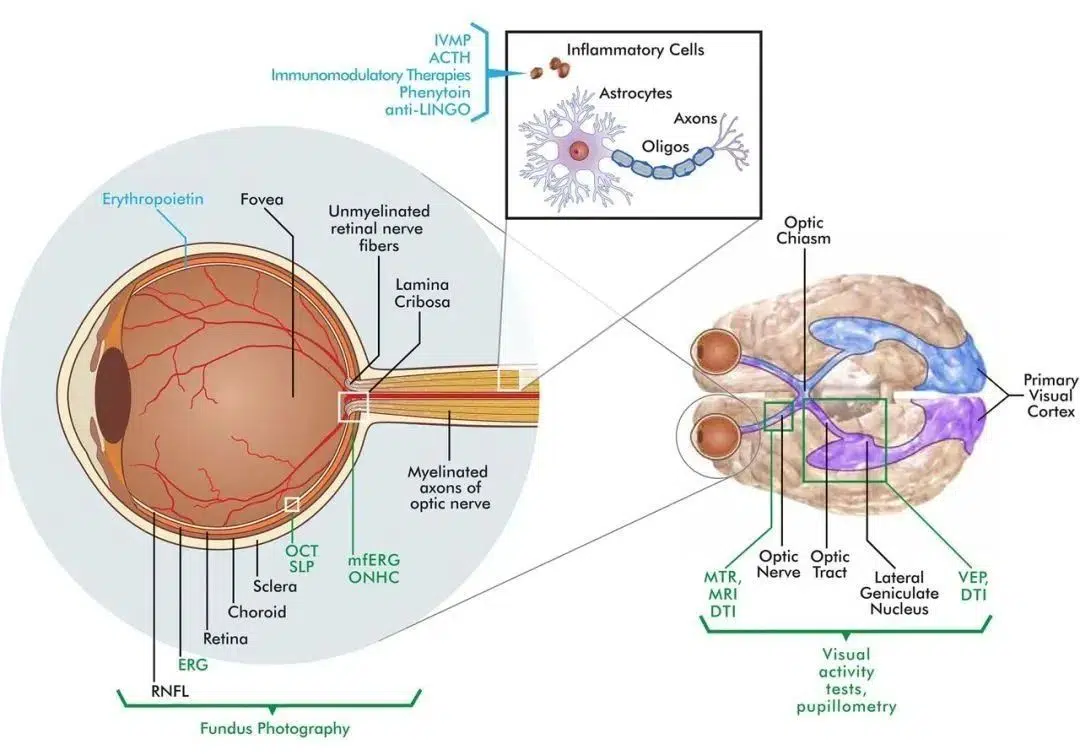 IVMP
ACTH
Immunomodulatory Therapies
Phenytoin
anti-LINGO
Inflammatory Cells
Astrocytes
Axons
Oligos
Erythropoietin
Fovea
Unmyelinated
retinal nerve
fibers
Lamina
Cribosa
Optic
Chiasm
Primary
Visual
Cortex
Myelinated
axons of
optic nerve
OCT
SLP
mfERG
ONHC
Sclera
Choroid
Retina
ERG
RNFL
Fundus Photography
MTR,
MRI
DTI
Optic
Nerve
Optic
Tract
Lateral
Geniculate
Nucleus
VEP,
DTI
Visual
activity
tests,
pupillometry